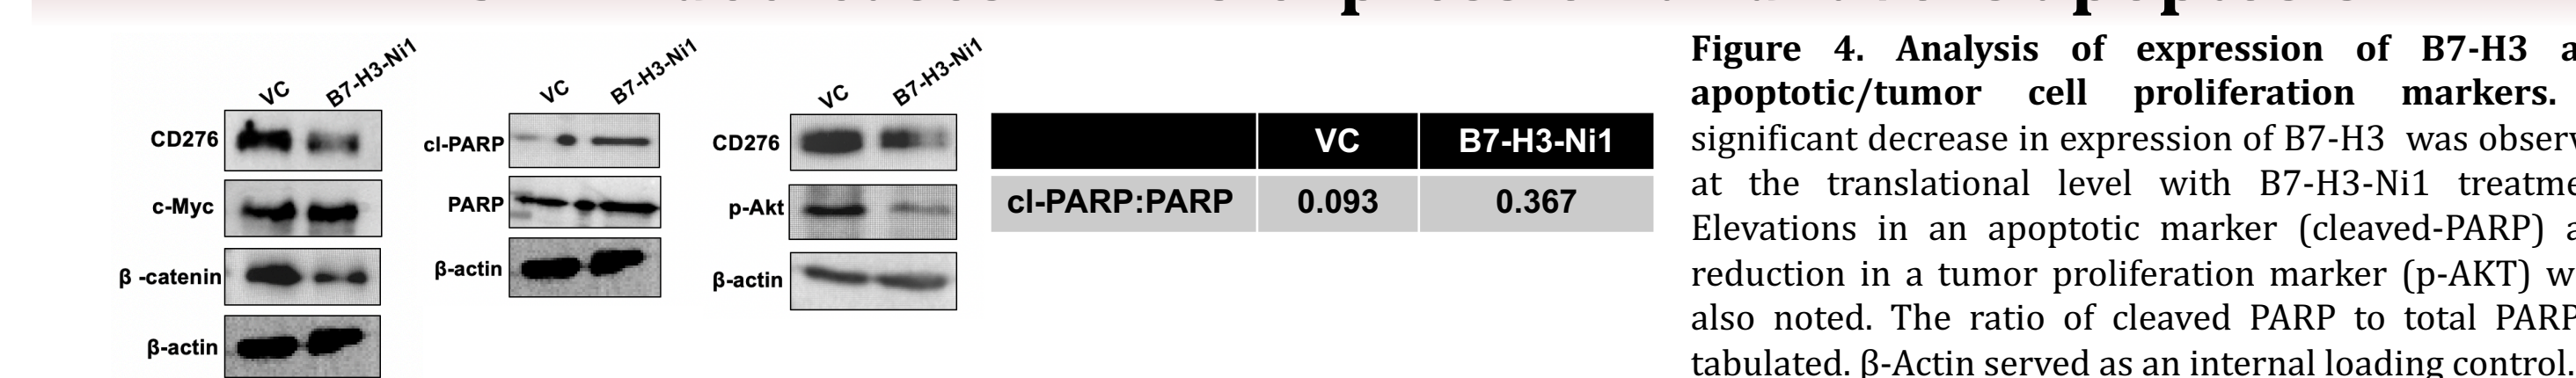 VC B7-H3-Ni1
CD276
c-Myc
β -catenin
β-actin
VC B7-H3-Ni1
cl-PARP
PARP
β-actin
VC B7-H3-Ni1
CD276
p-Akt
β-actin
VC B7-H3-Ni1
cl-PARP:PARP 0.093 0.367
Figure 4. Analysis of expression of B7-H3
apoptotic/tumor cell proliferation markers.
significant decrease in expression of B7-H3 was
at the translational level with B7-H3-Ni1
Elevations in an apoptotic marker (cleaved-PARP)
reduction in a tumor proliferation marker (p-AKT)
also noted. The ratio of cleaved PARP to total PARP
tabulated. β-Actin served as an internal loading control.